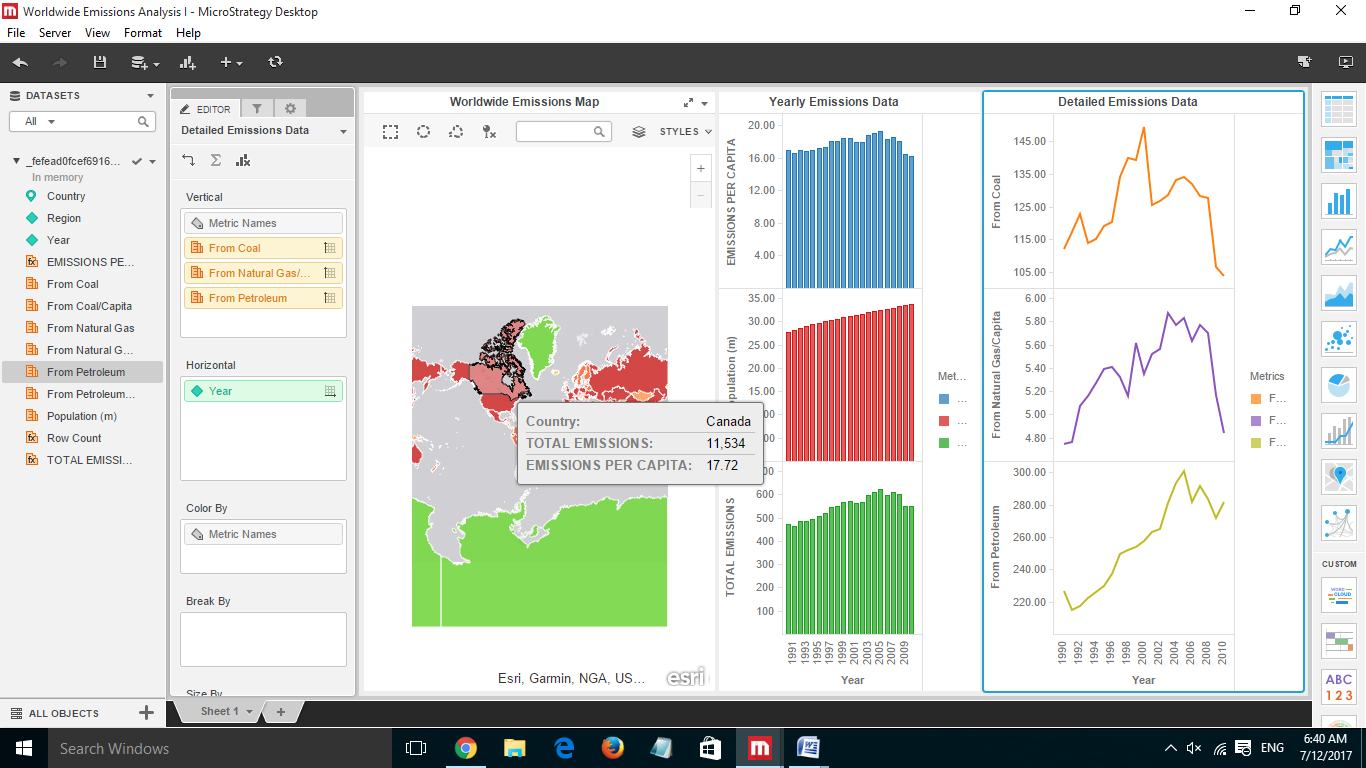 Worldwide Emissions Analysis I - MicroStrategy Desktop
File Server View Format Help
DATASETS
All
_fefead0fcef6916...
In memory
Country
Region
Year
EMISSIONS PE...
From Coal
From Coal/Capita
From Natural Gas
From Natural G...
From Petroleum
From Petroleum...
Population (m)
Row Count
TOTAL EMISSI...
ALL OBJECTS
EDITOR
Detailed Emissions Data
Vertical
Metric Names
From Coal
From Natural Gas/...
From Petroleum
Horizontal
Year
Color By
Metric Names
Break By
Size By
Worldwide Emissions Map
STYLES
+
−
Country: Canada
TOTAL EMISSIONS: 11,534
EMISSIONS PER CAPITA: 17.72
Esri, Garmin, NGA, US...
esri
Yearly Emissions Data
EMISSIONS PER CAPITA
20.00
16.00
12.00
8.00
4.00
opulation (m)
35.00
30.00
25.00
20.00
15.00
TOTAL EMISSIONS
600
500
400
300
200
100
1991 1993 1995 1997 1999 2001 2003 2005 2007 2009
Year
Met...
...
...
...
Detailed Emissions Data
From Coal
145.00
135.00
125.00
115.00
105.00
From Natural Gas/Capita
6.00
5.60
5.40
5.20
5.00
4.80
From Petroleum
300.00
280.00
260.00
240.00
220.00
1990 1992 1994 1996 1998 2000 2002 2004 2006 2008 2010
Year
Metrics
F...
F...
F...
CUSTOM
WORD
CLOUD
ABC
123
Sheet 1
Search Windows
ENG
6:40 AM
7/12/2017